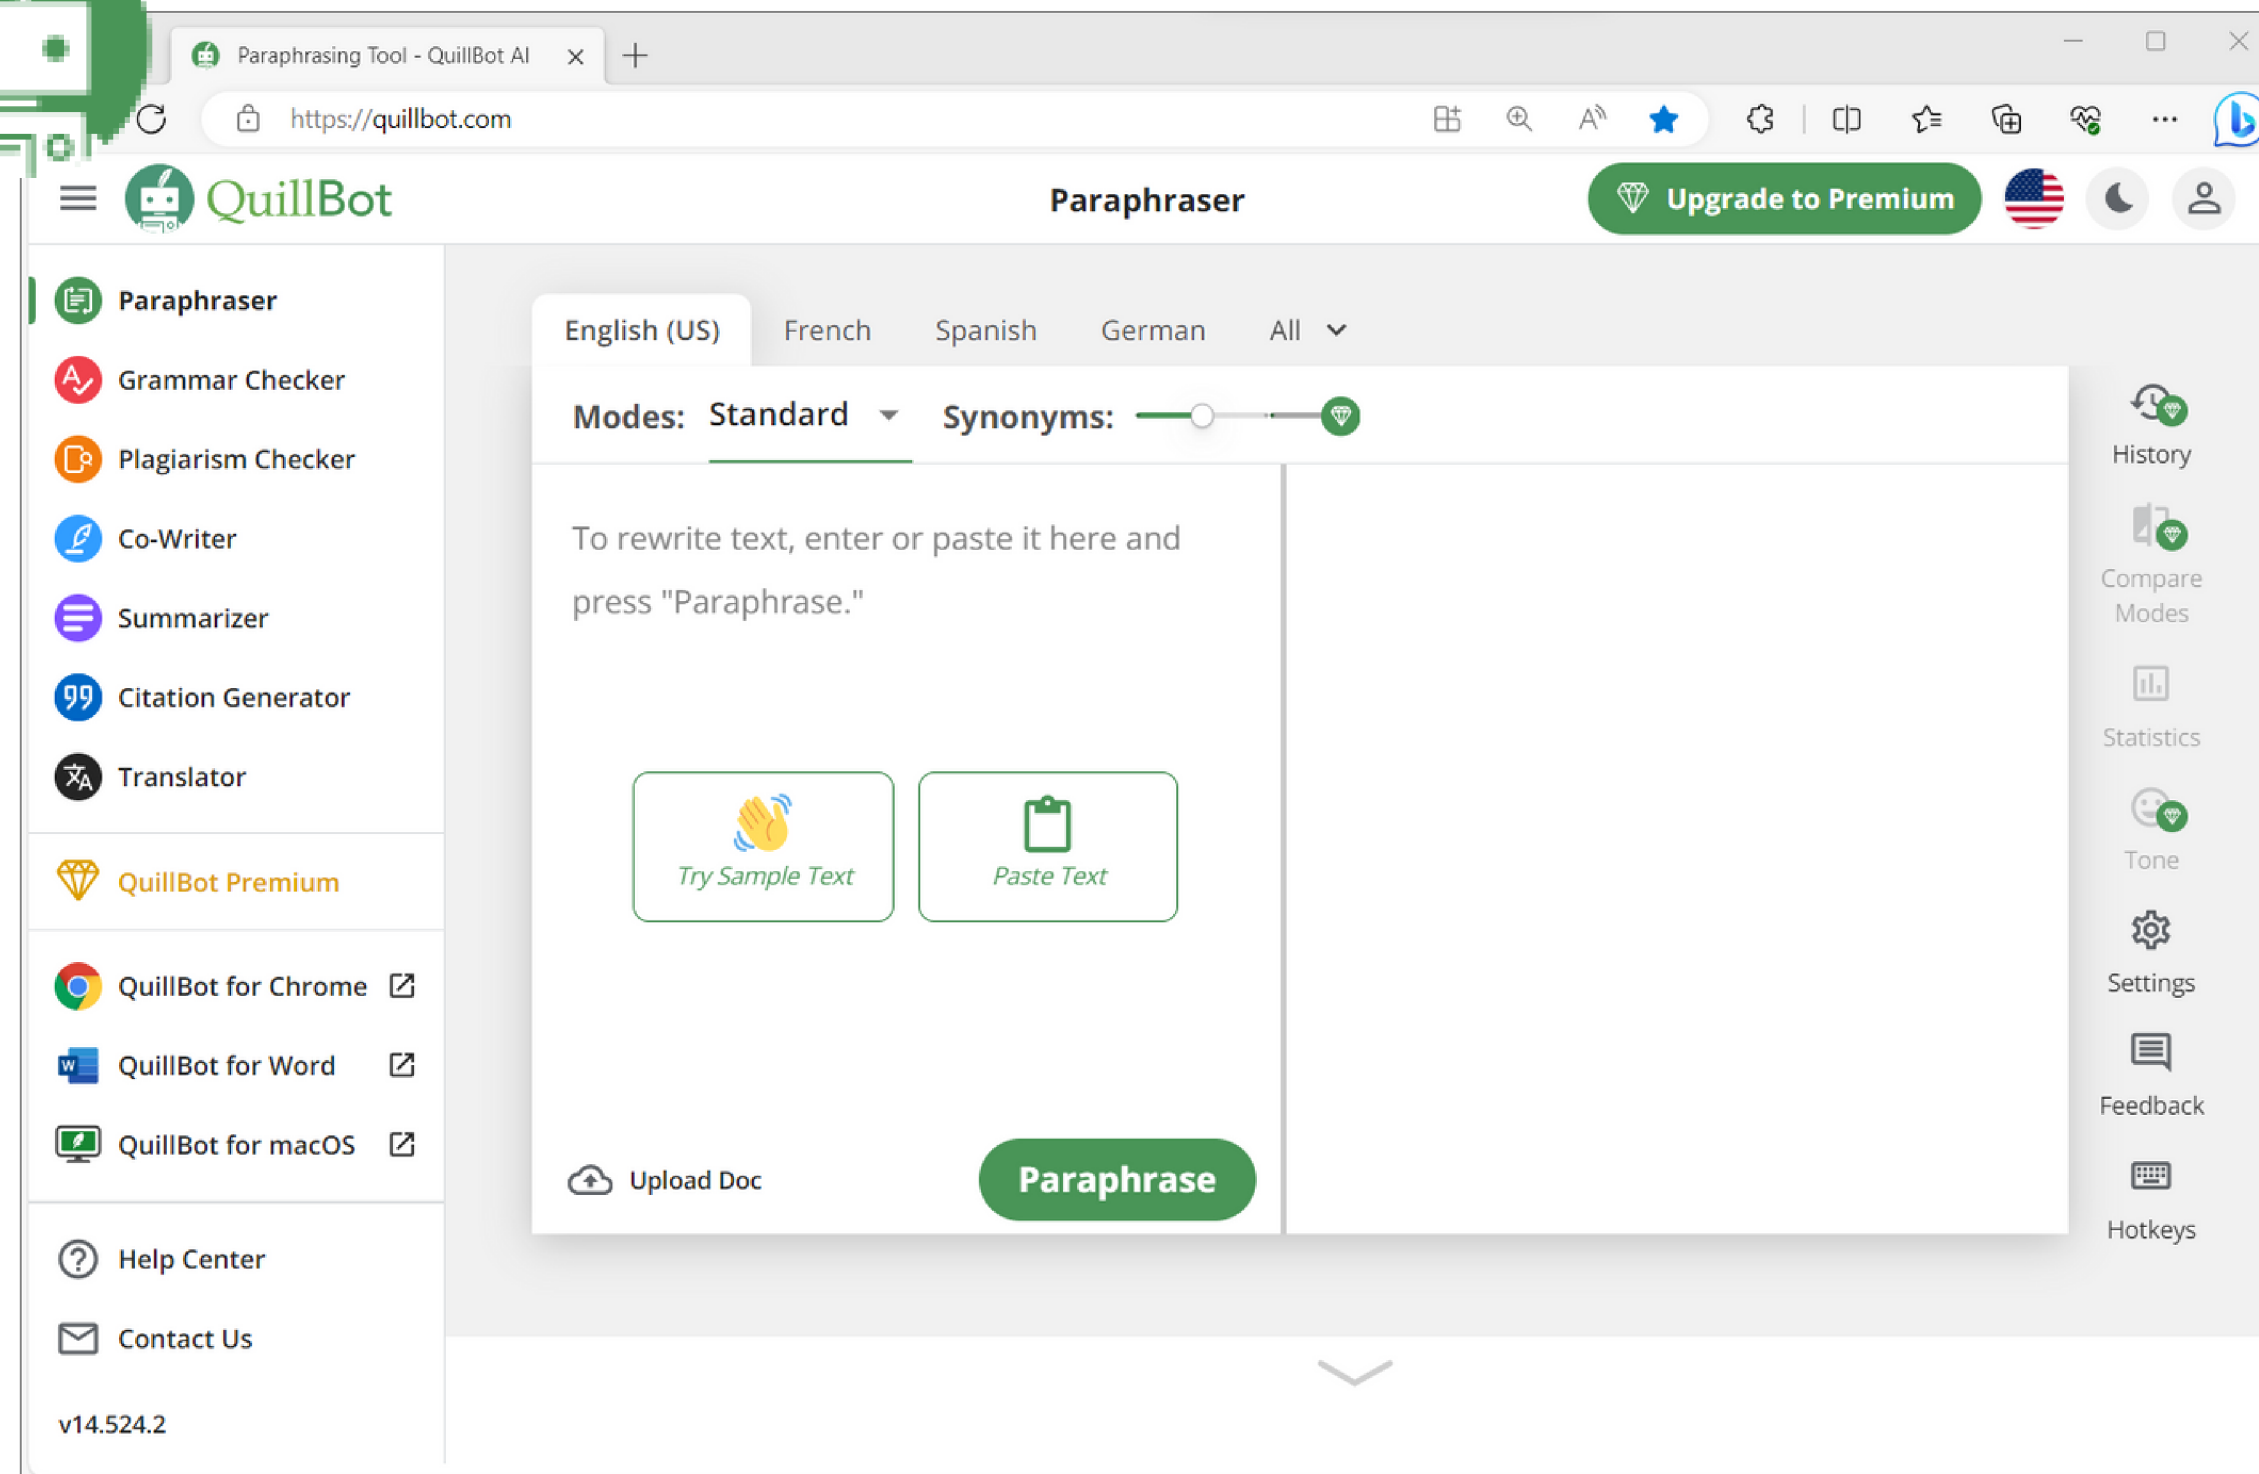 Paraphrasing Tool - QuillBot AI
https://quillbot.com
QuillBot
Paraphraser
Upgrade to Premium
Paraphraser
Grammar Checker
Plagiarism Checker
Co-Writer
Summarizer
Citation Generator
Translator
QuillBot Premium
QuillBot for Chrome
QuillBot for Word
QuillBot for macOS
Help Center
Contact Us
v14.524.2
English (US) French Spanish German All
Modes: Standard Synonyms:
To rewrite text, enter or paste it here and
press "Paraphrase."
Try Sample Text
Paste Text
Upload Doc
Paraphrase
History
Compare
Modes
Statistics
Tone
Settings
Feedback
Hotkeys